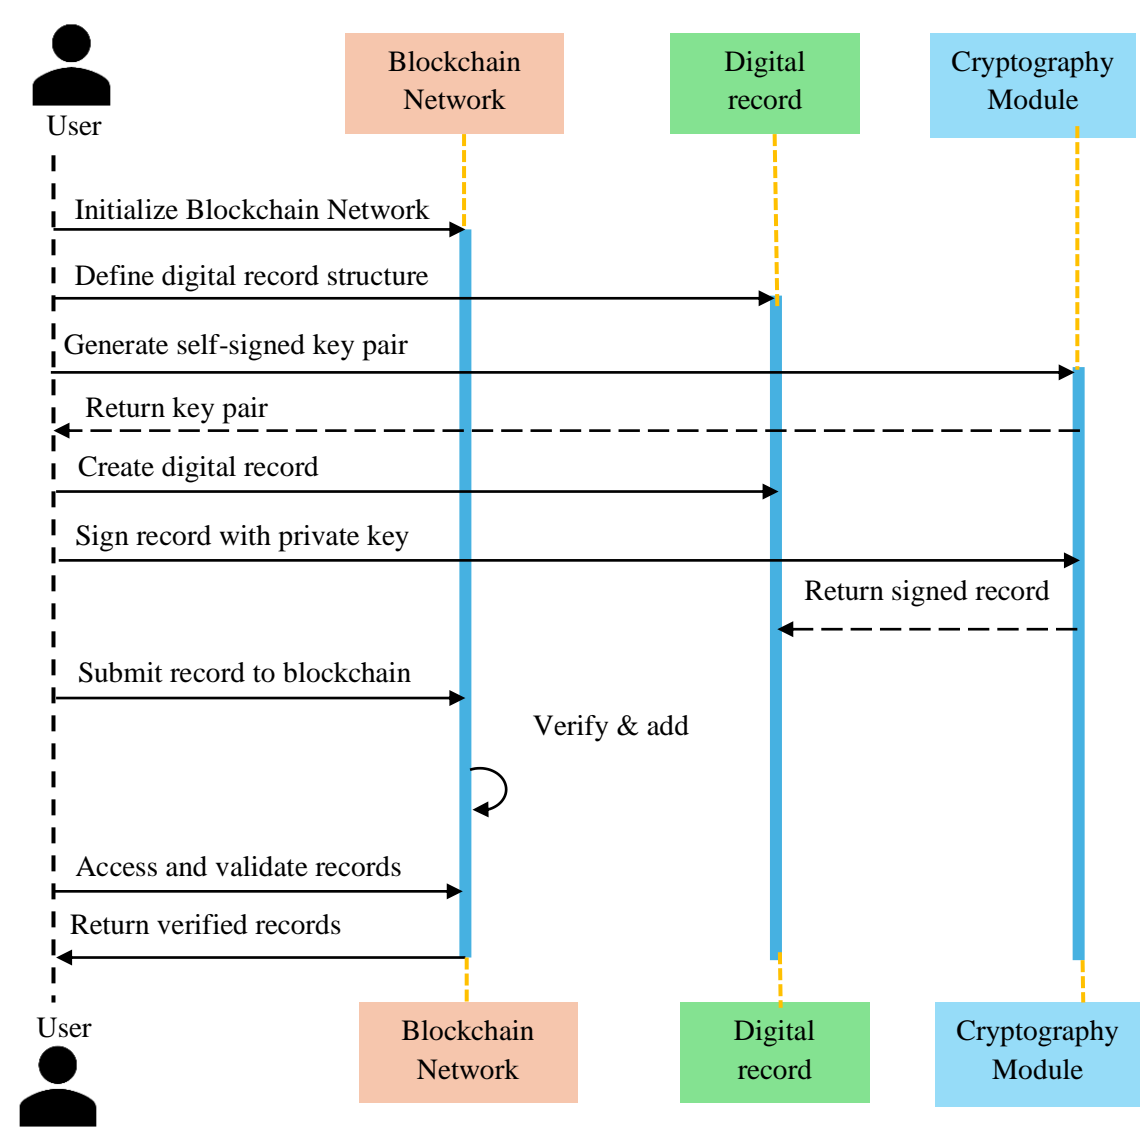 User
Blockchain
Network
Digital
record
Cryptography
Module
Initialize Blockchain Network
Define digital record structure
Generate self-signed key pair
Return key pair
Create digital record
Sign record with private key
Return signed record
Submit record to blockchain
Verify & add
Access and validate records
Return verified records
User
Blockchain
Network
Digital
record
Cryptography
Module